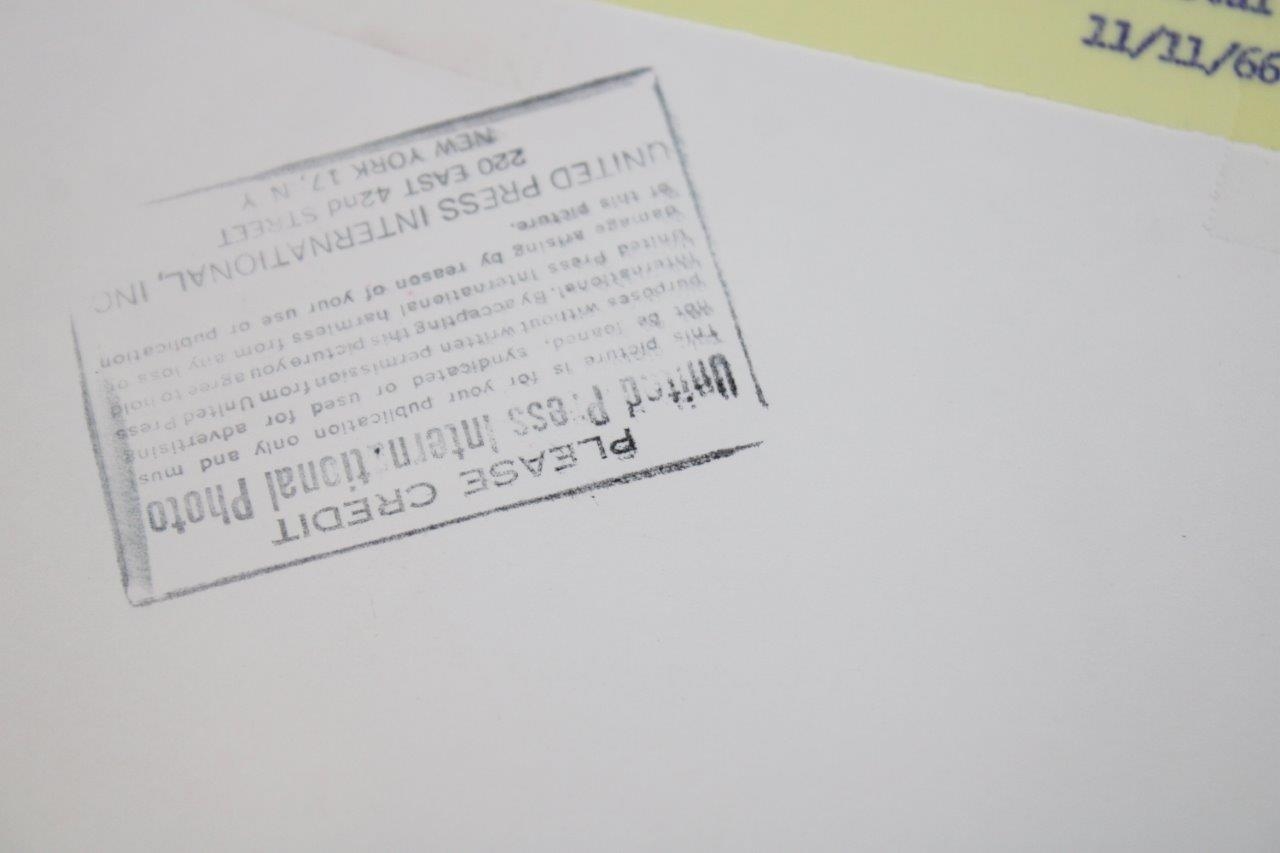 11/11/66
PLEASE CREDIT
United Press International Photo
This picture is for your publication only and mus
not be loaned, syndicated or used for advertising
purposes without written permission from United Press
International. By accepting this picture you agree to hold
United Press International harmless from any loss or
damage arising by reason of your use or publication
of this picture.
UNITED PRESS INTERNATIONAL, INC
220 EAST 42nd STREET
NEW YORK 17, N Y